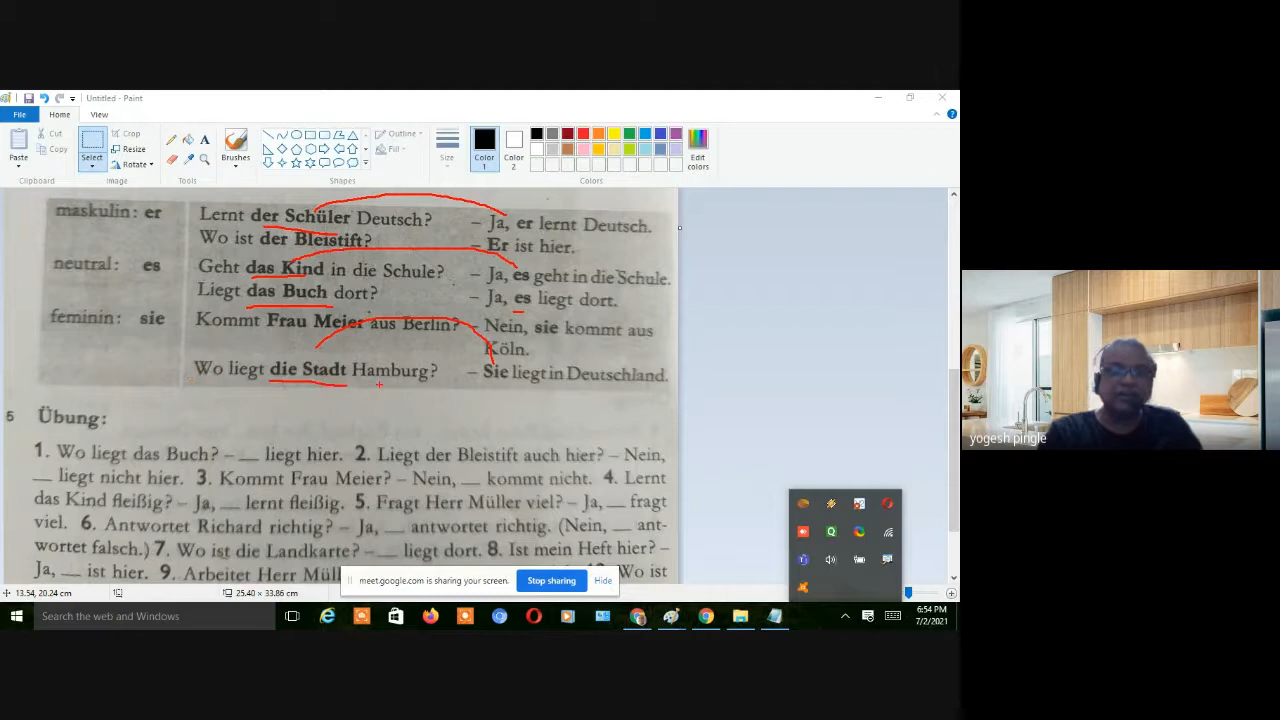 Untitled - Paint
File Home View
Cut
Copy
Paste
Clipboard
Select
Crop
Resize
Rotate
Image
Tools
Brushes
Outline
Fill
Shapes
Size
Color 1
Color 2
Edit colors
Colors
maskulin: er Lernt der Schüler Deutsch? – Ja, er lernt Deutsch.
Wo ist der Bleistift? – Er ist hier.
neutral: es Geht das Kind in die Schule? – Ja, es geht in die Schule.
Liegt das Buch dort? – Ja, es liegt dort.
feminin: sie Kommt Frau Meier aus Berlin? – Nein, sie kommt aus
Köln.
Wo liegt die Stadt Hamburg? – Sie liegt in Deutschland.
5 Übung:
1. Wo liegt das Buch? – __ liegt hier. 2. Liegt der Bleistift auch hier? – Nein,
__ liegt nicht hier. 3. Kommt Frau Meier? – Nein, __ kommt nicht. 4. Lernt
das Kind fleißig? – Ja, __ lernt fleißig. 5. Fragt Herr Müller viel? – Ja, __ fragt
viel. 6. Antwortet Richard richtig? – Ja, __ antwortet richtig. (Nein, __ ant-
wortet falsch.) 7. Wo ist die Landkarte? – __ liegt dort. 8. Ist mein Heft hier? –
Ja, __ ist hier. 9. Arbeitet Herr Wo ist
meet.google.com is sharing your screen. Stop sharing Hide
13.54, 20.24 cm 25.40 × 33.86 cm
Search the web and Windows
6:54 PM
7/2/2021
yogesh pingle